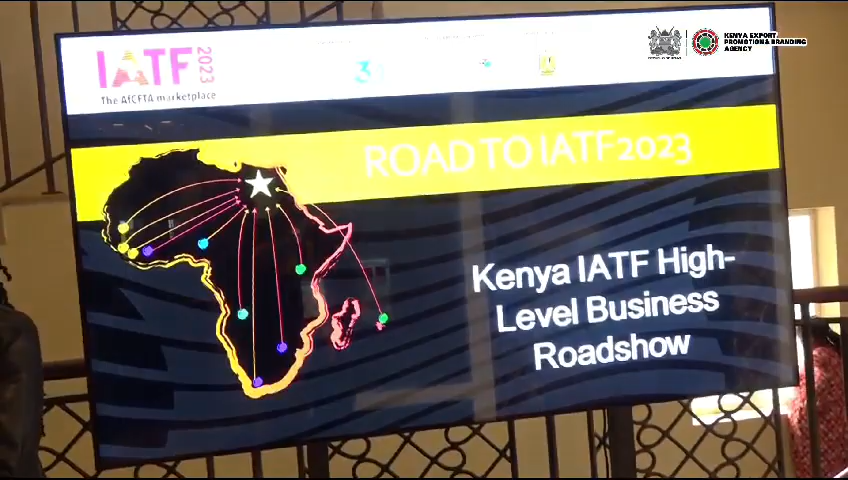 IATF 2023
The AfCFTA marketplace
KENYA EXPORT
PROMOTION & BRANDING
AGENCY
ROAD TO IATF2023
Kenya IATF High-
Level Business
Roadshow